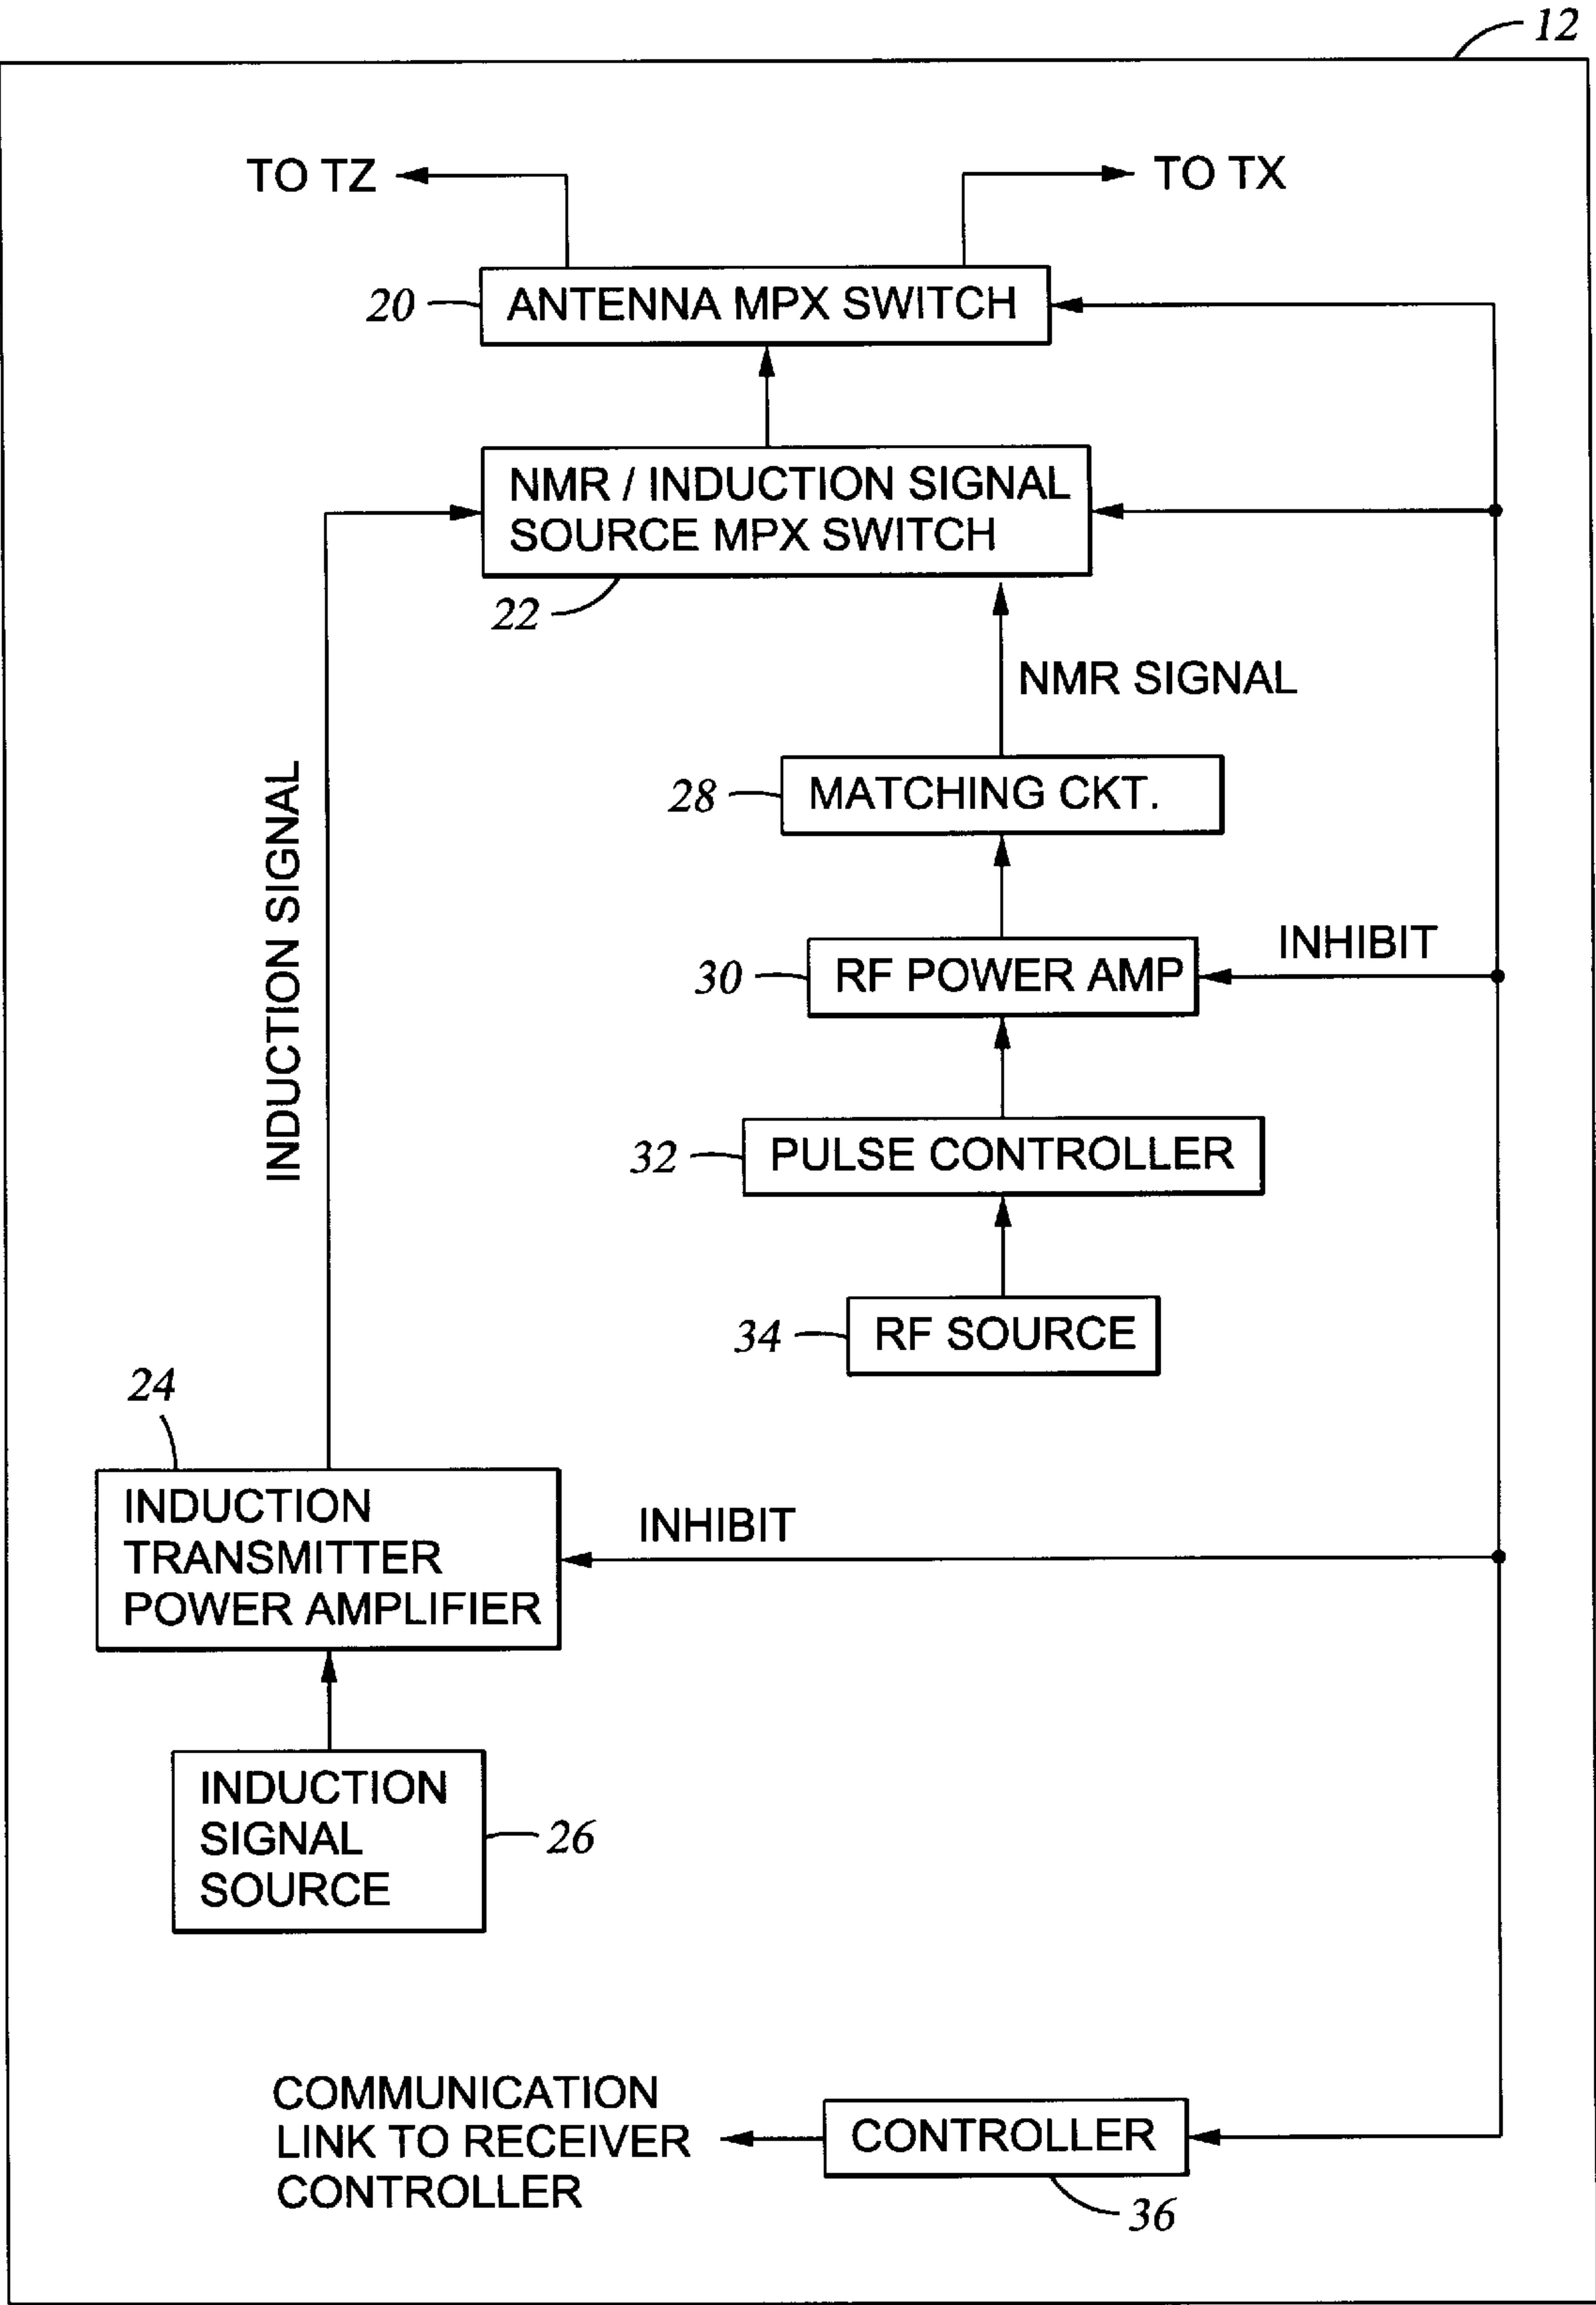 12
TO TZ
TO TX
20
ANTENNA MPX SWITCH
NMR / INDUCTION SIGNAL
SOURCE MPX SWITCH
22
NMR SIGNAL
INDUCTION SIGNAL
28
MATCHING CKT.
30
RF POWER AMP
INHIBIT
32
PULSE CONTROLLER
34
RF SOURCE
24
INDUCTION
TRANSMITTER
POWER AMPLIFIER
INHIBIT
INDUCTION
SIGNAL
SOURCE
26
COMMUNICATION
LINK TO RECEIVER
CONTROLLER
CONTROLLER
36